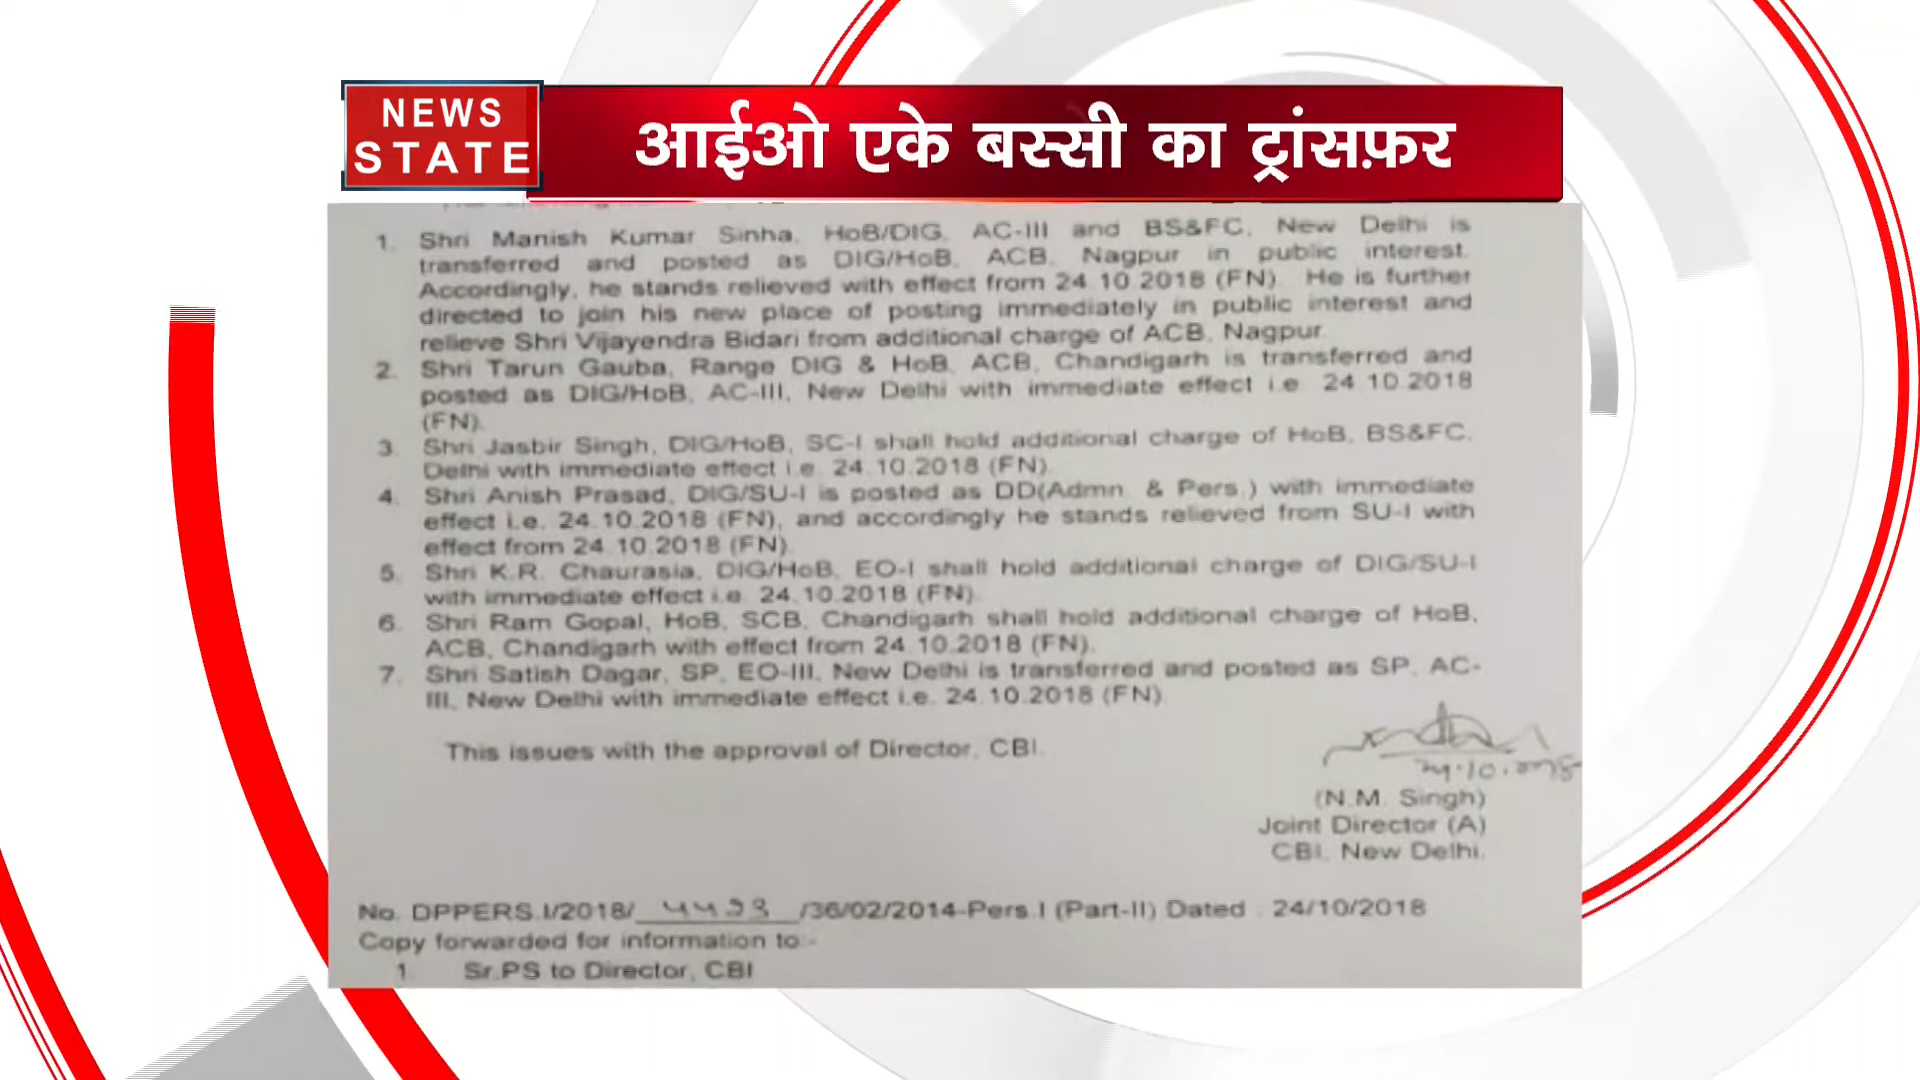 NEWS
STATE
आईओ एके बस्सी का ट्रांसफ़र
1. Shri Manish Kumar Sinha, HoB/DIG, AC-III and BS&FC, New Delhi is
transferred and posted as DIG/HoB, ACB, Nagpur in public interest.
Accordingly, he stands relieved with effect from 24.10.2018 (FN). He is further
directed to join his new place of posting immediately in public interest and
relieve Shri Vijayendra Bidari from additional charge of ACB, Nagpur.
2. Shri Tarun Gauba, Range DIG & HoB, ACB, Chandigarh is transferred and
posted as DIG/HoB, AC-III, New Delhi with immediate effect i.e. 24.10.2018
(FN).
3. Shri Jasbir Singh, DIG/HoB, SC-I shall hold additional charge of HoB, BS&FC,
Delhi with immediate effect i.e. 24.10.2018 (FN).
4. Shri Anish Prasad, DIG/SU-I is posted as DD(Admn. & Pers.) with immediate
effect i.e. 24.10.2018 (FN), and accordingly he stands relieved from SU-I with
effect from 24.10.2018 (FN).
5. Shri K.R. Chaurasia, DIG/HoB, EO-I shall hold additional charge of DIG/SU-I
with immediate effect i.e. 24.10.2018 (FN).
6. Shri Ram Gopal, HoB, SCB, Chandigarh shall hold additional charge of HoB,
ACB, Chandigarh with effect from 24.10.2018 (FN).
7. Shri Satish Dagar, SP, EO-III, New Delhi is transferred and posted as SP, AC-
III, New Delhi with immediate effect i.e. 24.10.2018 (FN).
This issues with the approval of Director, CBI.
(N.M. Singh)
Joint Director (A)
CBI, New Delhi.
No. DPPERS.I/2018/ /36/02/2014-Pers.I (Part-II) Dated : 24/10/2018
Copy forwarded for information to:-
1. Sr.PS to Director, CBI